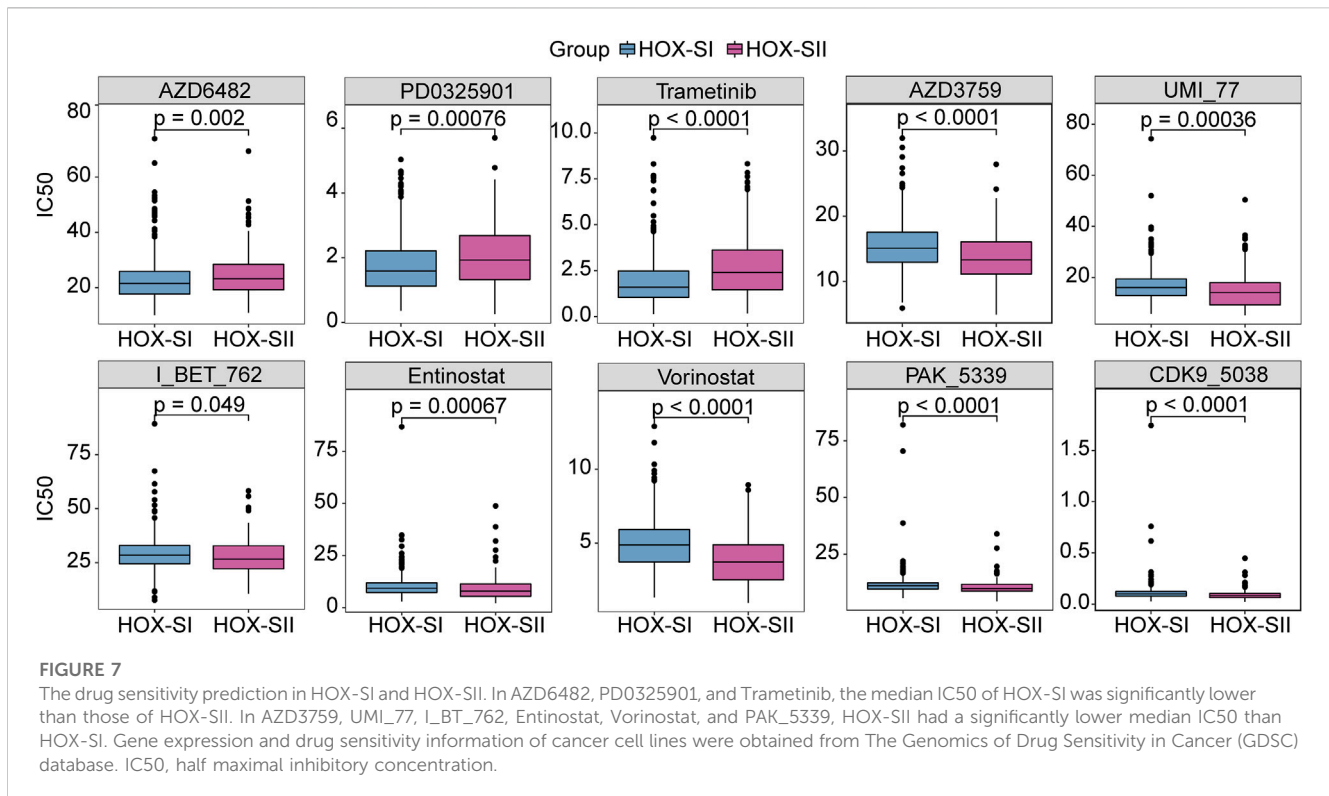 Group HOX-SI HOX-SII
AZD6482 PD0325901 Trametinib AZD3759 UMI_77
p = 0.002 p = 0.00076 p < 0.0001 p < 0.0001 p = 0.00036
IC50
80
60
40
20
6
4
2
0
10.0
7.5
5.0
2.5
0.0
30
20
10
80
60
40
20
0
HOX-SI HOX-SII HOX-SI HOX-SII HOX-SI HOX-SII HOX-SI HOX-SII HOX-SI HOX-SII
I_BET_762 Entinostat Vorinostat PAK_5339 CDK9_5038
p = 0.049 p = 0.00067 p < 0.0001 p < 0.0001 p < 0.0001
IC50
75
50
25
75
50
25
0
10
5
75
50
25
1.5
1.0
0.5
0.0
HOX-SI HOX-SII HOX-SI HOX-SII HOX-SI HOX-SII HOX-SI HOX-SII HOX-SI HOX-SII
FIGURE 7
The drug sensitivity prediction in HOX-SI and HOX-SII. In AZD6482, PD0325901, and Trametinib, the median IC50 of HOX-SI was significantly lower
than those of HOX-SII. In AZD3759, UMI_77, I_BT_762, Entinostat, Vorinostat, and PAK_5339, HOX-SII had a significantly lower median IC50 than
HOX-SI. Gene expression and drug sensitivity information of cancer cell lines were obtained from The Genomics of Drug Sensitivity in Cancer (GDSC)
database. IC50, half maximal inhibitory concentration.